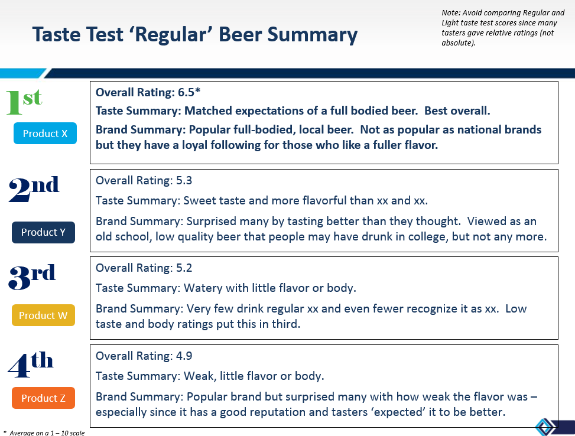 Taste Test ‘Regular’ Beer Summary
Note: Avoid comparing Regular and
Light taste test scores since many
tasters gave relative ratings (not
absolute).
1st
Product X
Overall Rating: 6.5*
Taste Summary: Matched expectations of a full bodied beer.  Best overall.
Brand Summary: Popular full-bodied, local beer.  Not as popular as national brands
but they have a loyal following for those who like a fuller flavor.
2nd
Product Y
Overall Rating: 5.3
Taste Summary: Sweet taste and more flavorful than xx and xx.
Brand Summary: Surprised many by tasting better than they thought.  Viewed as an
old school, low quality beer that people may have drunk in college, but not any more.
3rd
Product W
Overall Rating: 5.2
Taste Summary: Watery with little flavor or body.
Brand Summary: Very few drink regular xx and even fewer recognize it as xx.  Low
taste and body ratings put this in third.
4th
Product Z
Overall Rating: 4.9
Taste Summary: Weak, little flavor or body.
Brand Summary: Popular brand but surprised many with how weak the flavor was –
especially since it has a good reputation and tasters ‘expected’ it to be better.
* Average on a 1 – 10 scale